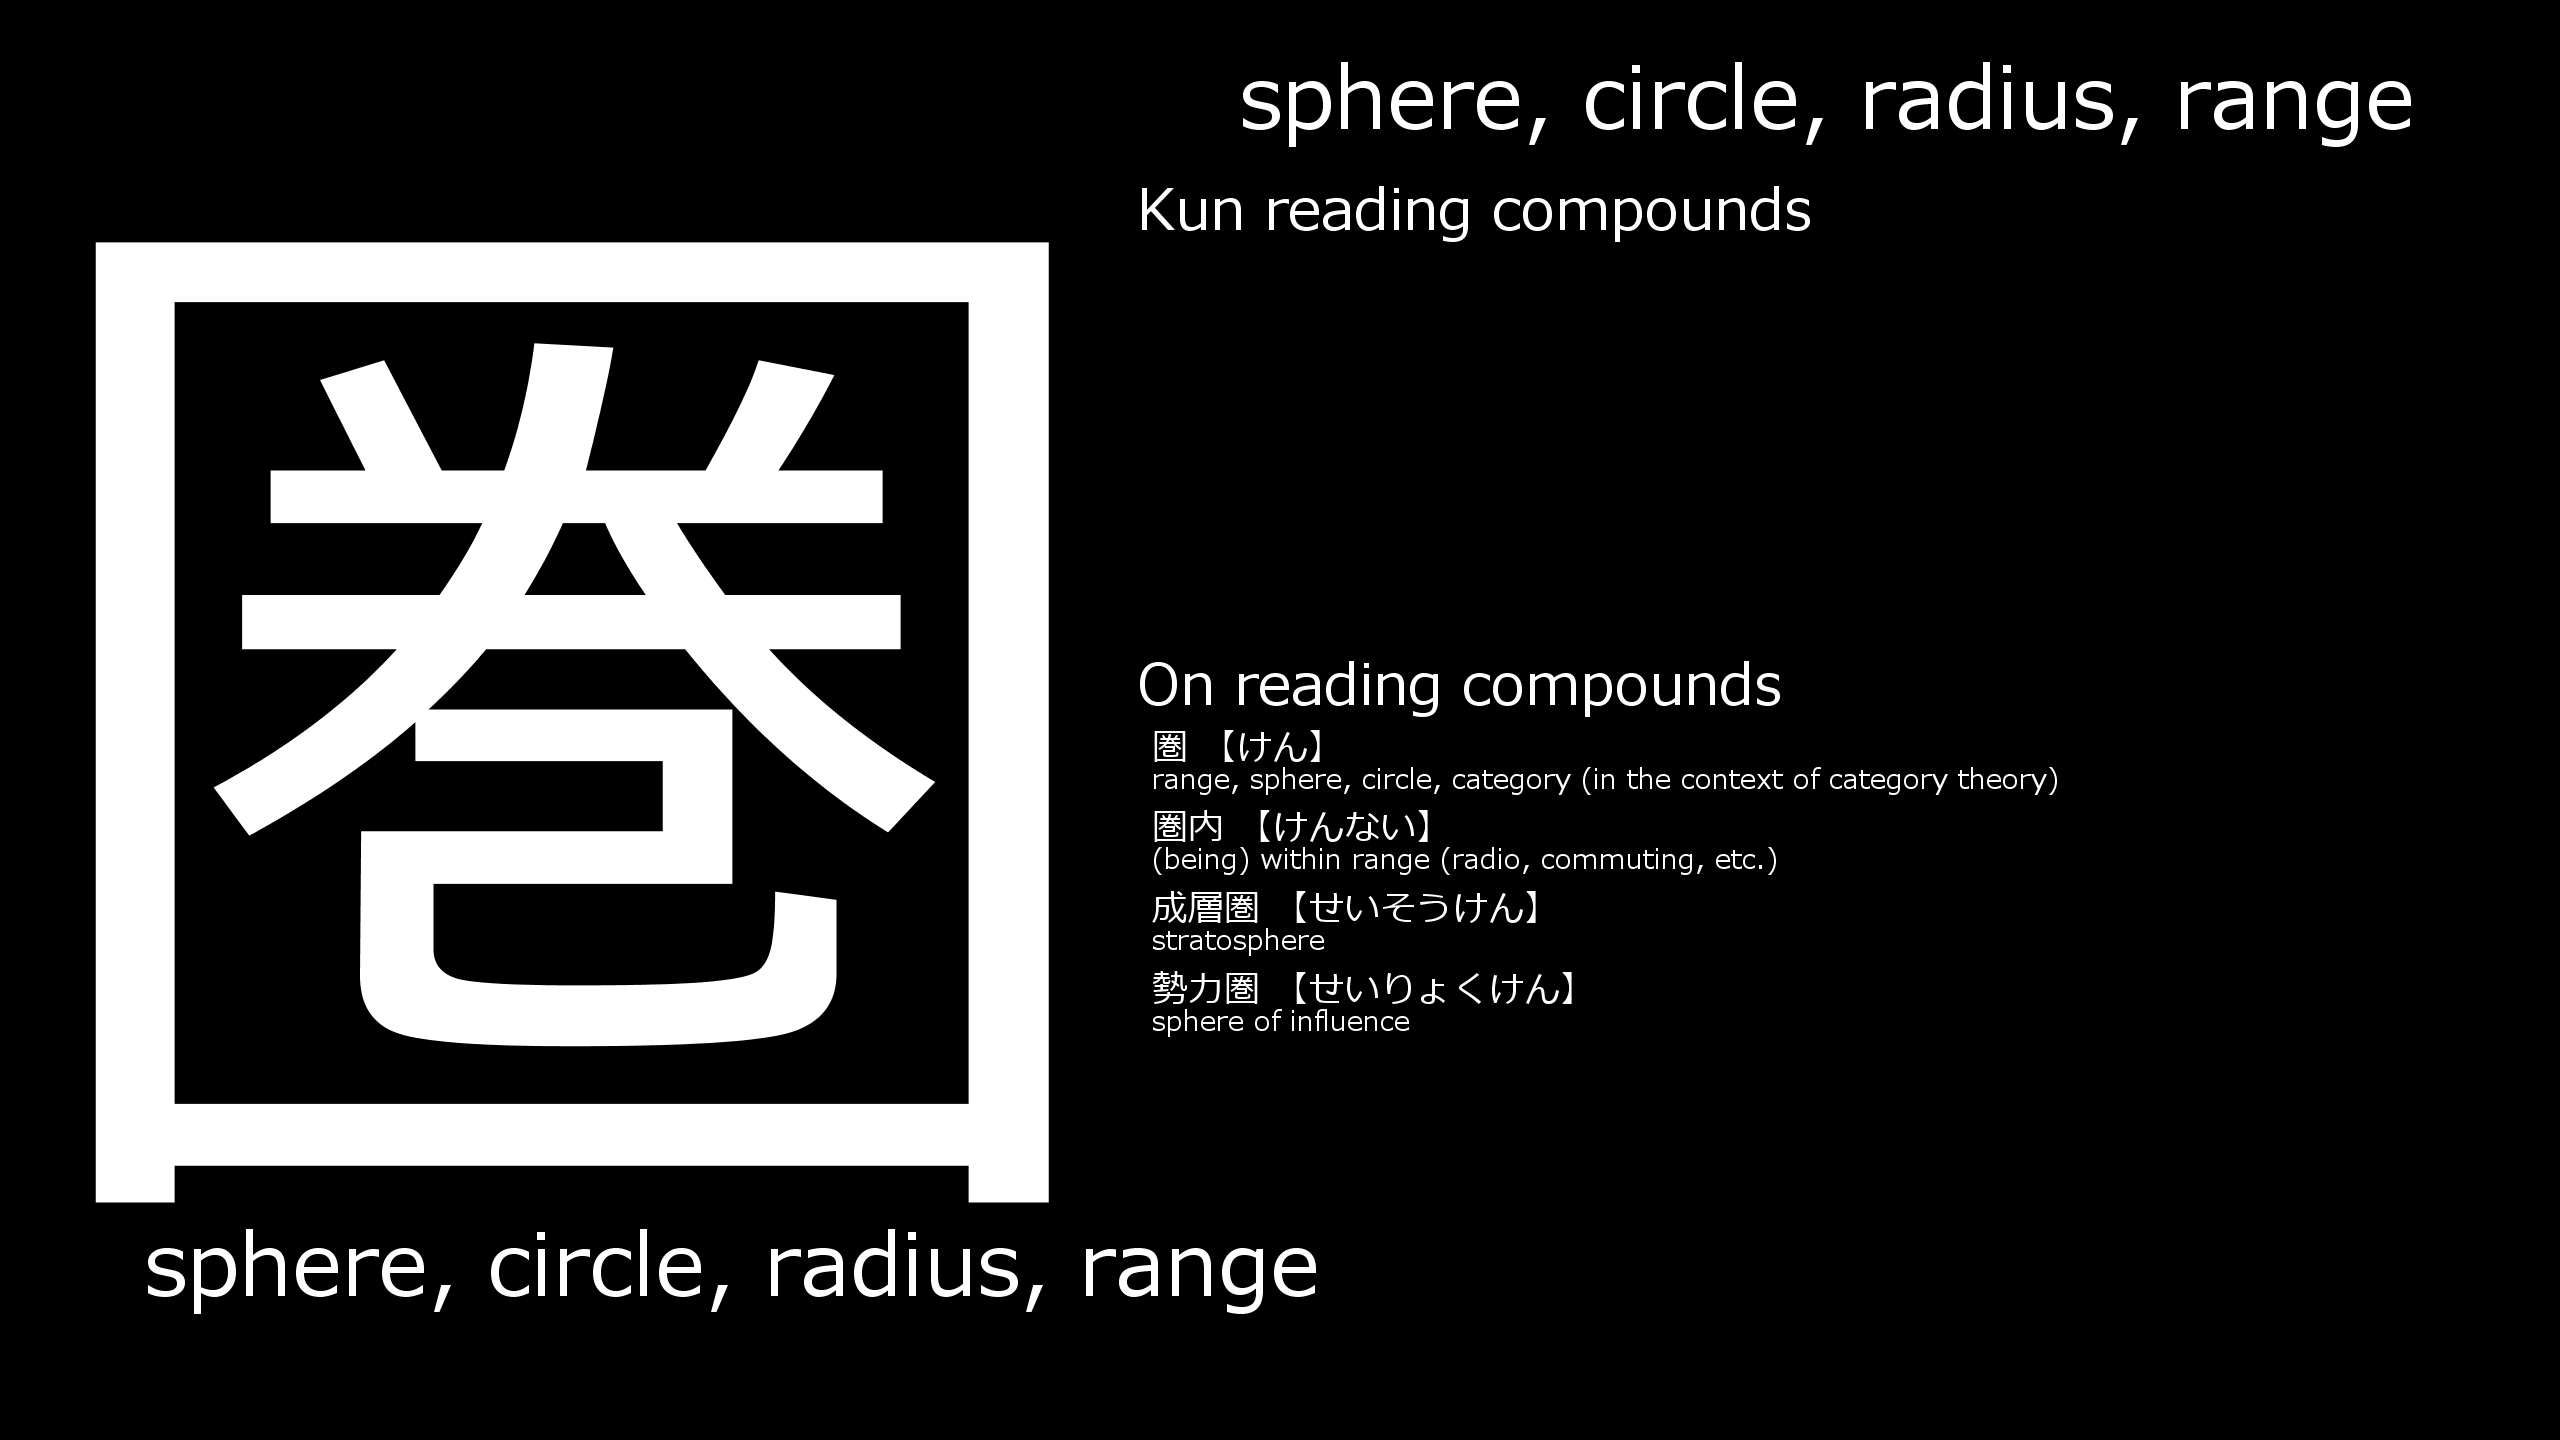 sphere, circle, radius, range
Kun reading compounds
圏
On reading compounds
圏 【けん】
range, sphere, circle, category (in the context of category theory)
圏内 【けんない】
(being) within range (radio, commuting, etc.)
成層圏 【せいそうけん】
stratosphere
勢力圏 【せいりょくけん】
sphere of influence
sphere, circle, radius, range